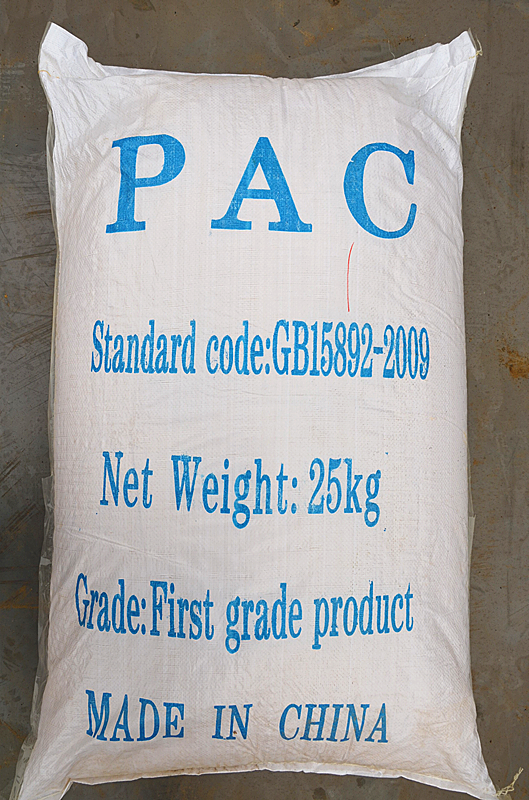 PAC
Standard code:GB15892-2009
Net Weight: 25kg
Grade:First grade product
MADE IN CHINA